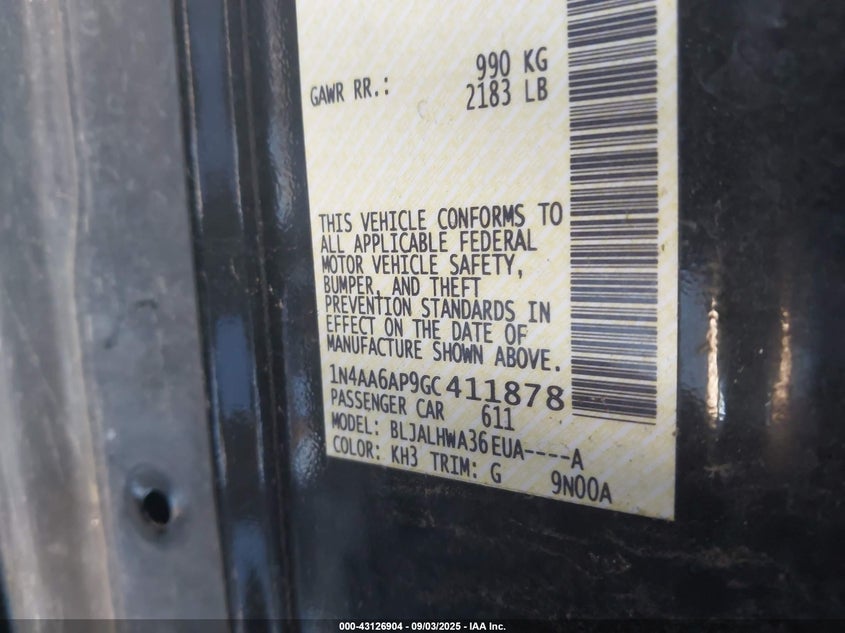 990 KG
GAWR RR.: 2183 LB
THIS VEHICLE CONFORMS TO
ALL APPLICABLE FEDERAL
MOTOR VEHICLE SAFETY,
BUMPER, AND THEFT
PREVENTION STANDARDS IN
EFFECT ON THE DATE OF
MANUFACTURE SHOWN ABOVE.
1N4AA6AP9GC411878
PASSENGER CAR 611
MODEL: BLJALHWA36EUA----A
COLOR: KH3 TRIM: G 9N00A
000-43126904 - 09/03/2025 - IAA Inc.